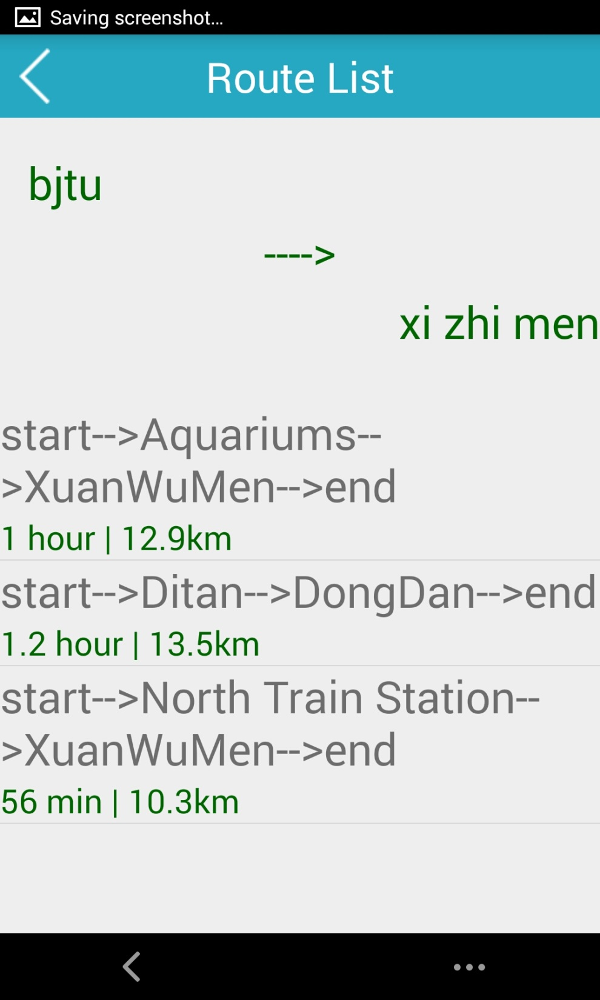 Saving screenshot...
Route List
bjtu
---->
xi zhi men
start-->Aquariums--
>XuanWuMen-->end
1 hour | 12.9km
start-->Ditan-->DongDan-->end
1.2 hour | 13.5km
start-->North Train Station--
>XuanWuMen-->end
56 min | 10.3km